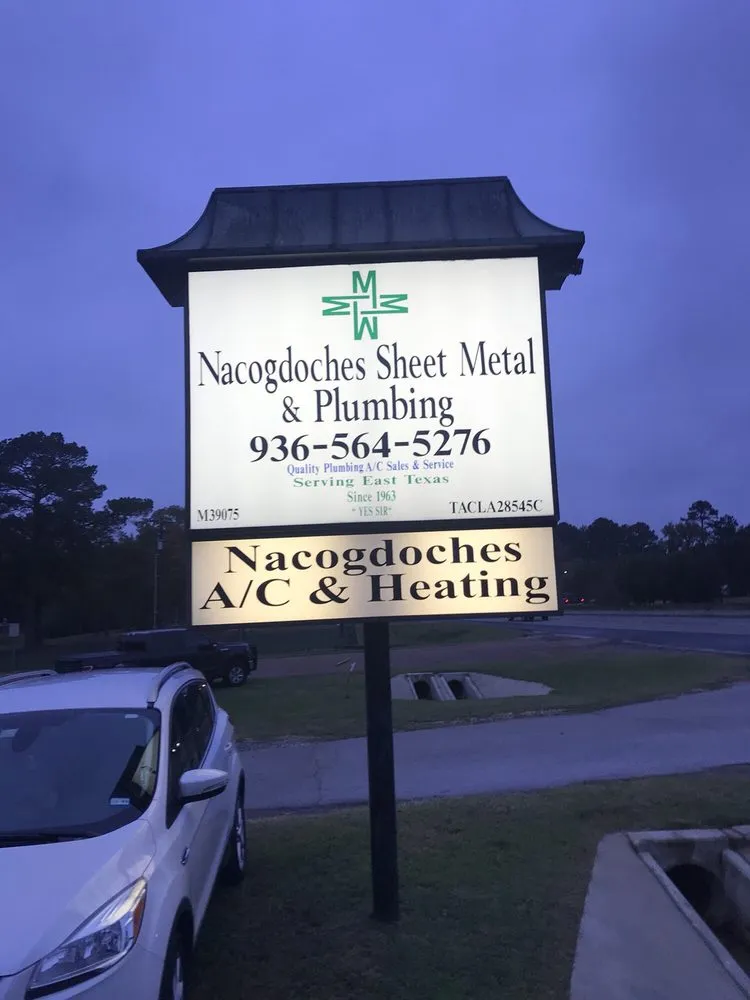 M
M M
M
Nacogdoches Sheet Metal
& Plumbing
936-564-5276
Quality Plumbing A/C Sales & Service
Serving East Texas
Since 1963
"YES SIR"
M39075 TACLA28545C
Nacogdoches
A/C & Heating